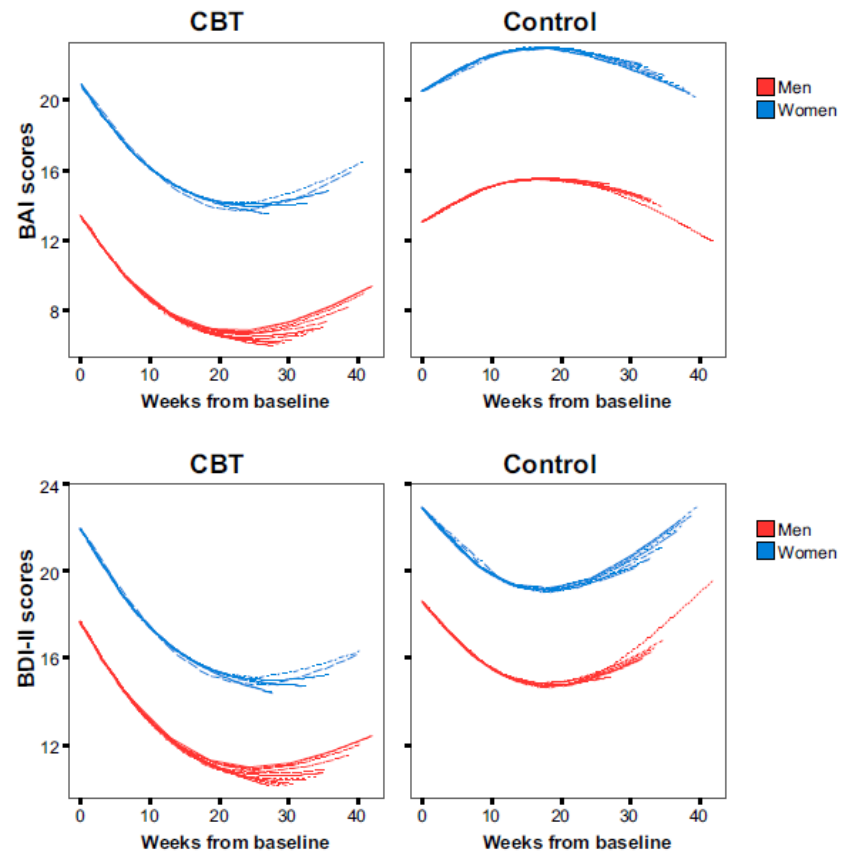 CBT Control
20
16
12
8
BAI scores
Men
Women
0 10 20 30 40 0 10 20 30 40
Weeks from baseline Weeks from baseline
CBT Control
24
20
16
12
BDI-II scores
Men
Women
0 10 20 30 40 0 10 20 30 40
Weeks from baseline Weeks from baseline